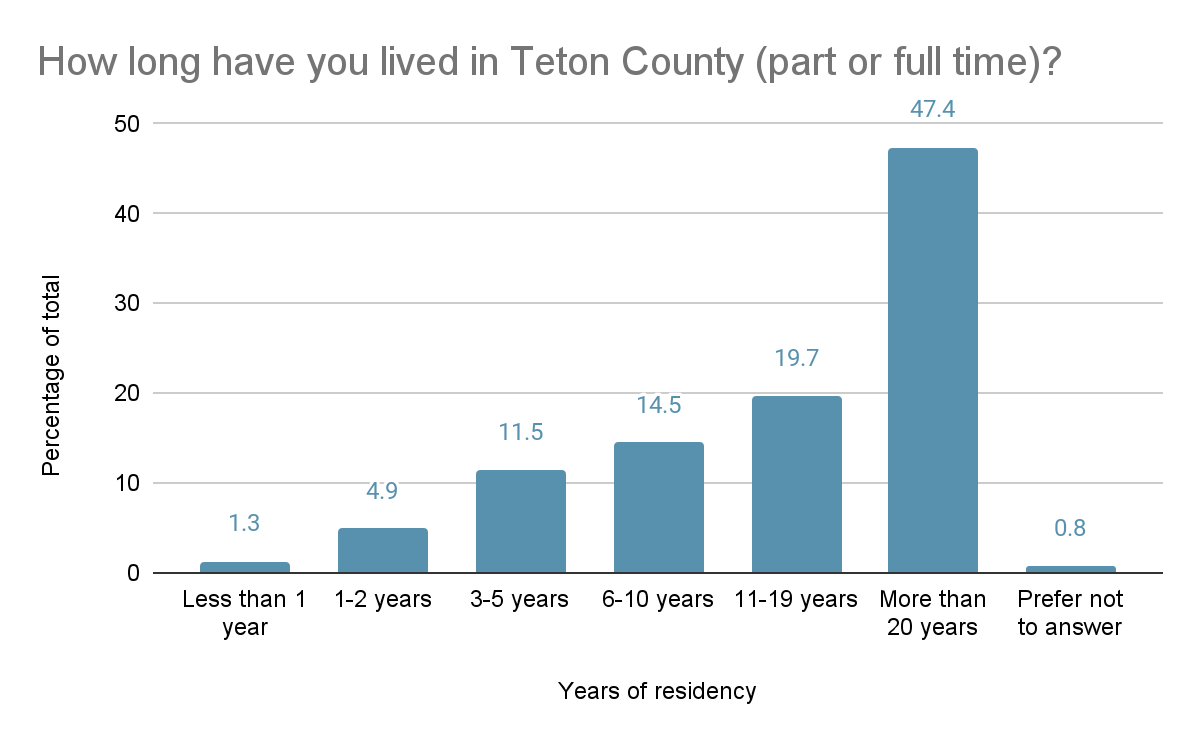 How long have you lived in Teton County (part or full time)?
47.4
50
40
30
19.7
20
14.5
11.5
10
4.9
1.3
0.8
0
Percentage of total
Less than 1 year
1-2 years
3-5 years
6-10 years
11-19 years
More than 20 years
Prefer not to answer
Years of residency